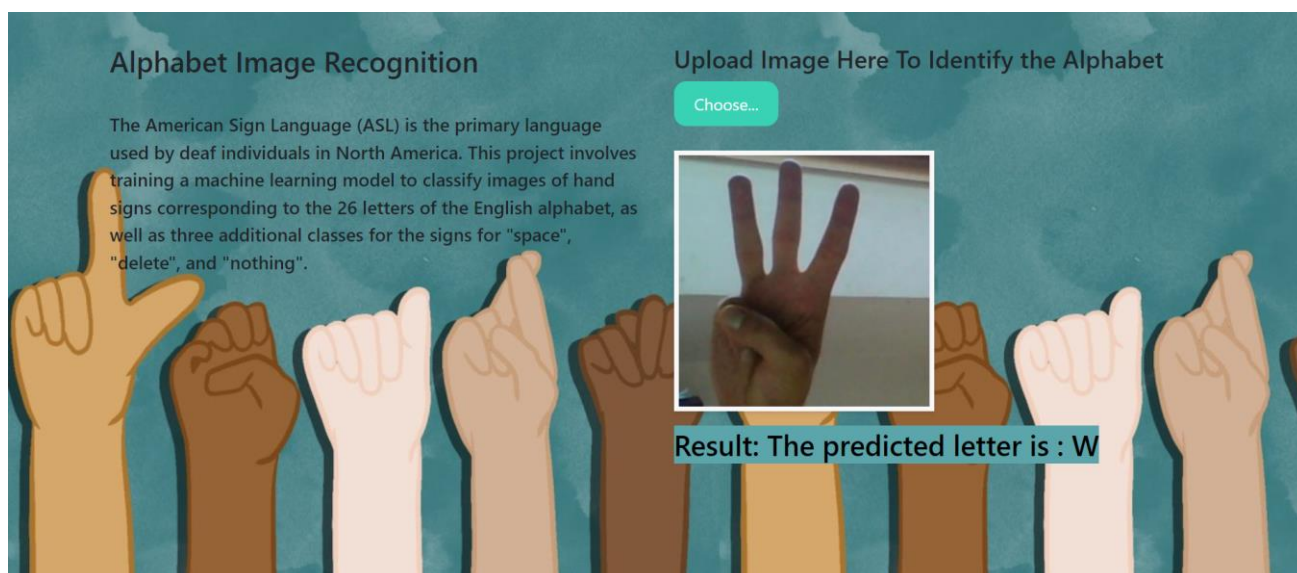 Alphabet Image Recognition
The American Sign Language (ASL) is the primary language
used by deaf individuals in North America. This project involves
training a machine learning model to classify images of hand
signs corresponding to the 26 letters of the English alphabet, as
well as three additional classes for the signs for "space",
"delete", and "nothing".
Upload Image Here To Identify the Alphabet
Choose...
Result: The predicted letter is : W